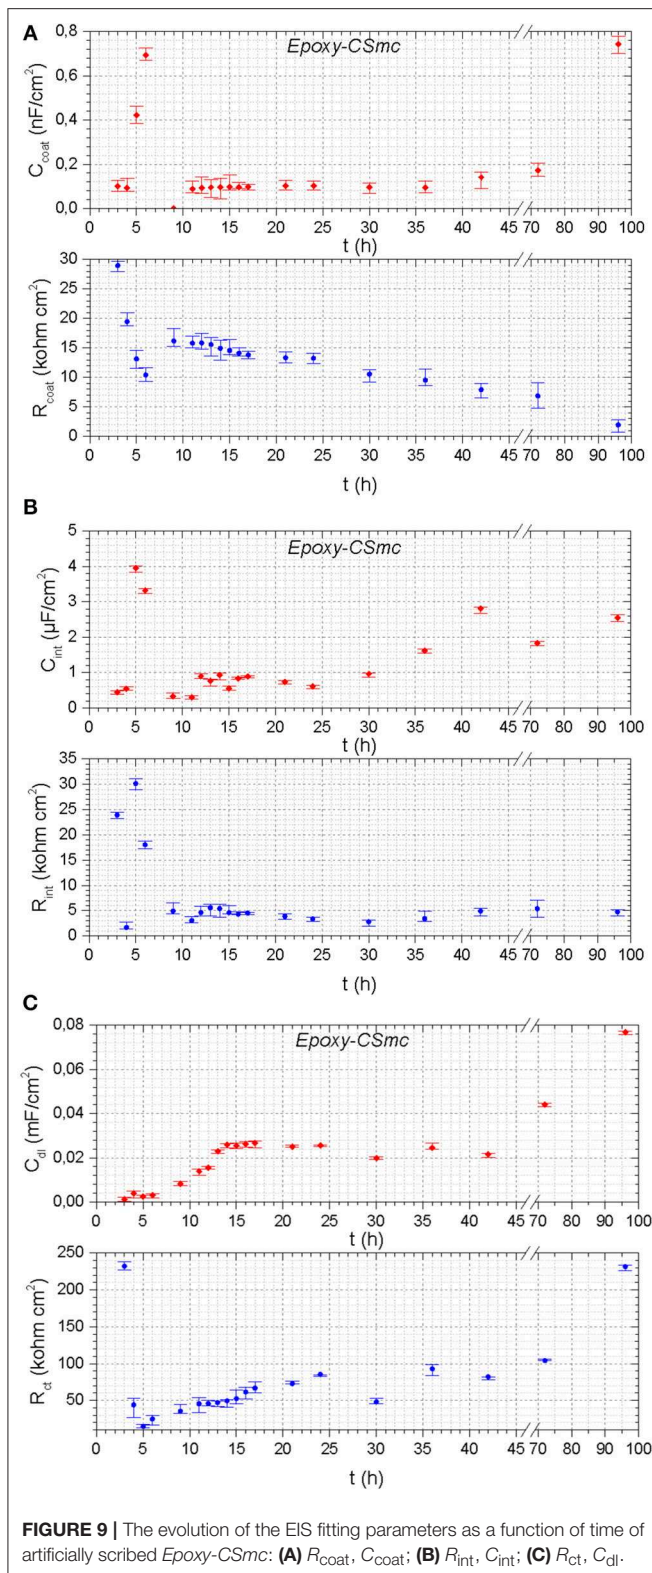 A
Epoxy-CSmc
0,8
0,6
0,4
0,2
0,0
C_coat (nF/cm²)
0 5 10 15 20 25 30 35 40 45 70 80 90 100
t (h)
30
25
20
15
10
5
0
R_coat (kohm cm²)
0 5 10 15 20 25 30 35 40 45 70 80 90 100
t (h)
B
Epoxy-CSmc
5
4
3
2
1
0
C_int (µF/cm²)
0 5 10 15 20 25 30 35 40 45 70 80 90 100
t (h)
35
30
25
20
15
10
5
0
R_int (kohm cm²)
0 5 10 15 20 25 30 35 40 45 70 80 90 100
t (h)
C
Epoxy-CSmc
0,08
0,06
0,04
0,02
0,00
C_dl (mF/cm²)
0 5 10 15 20 25 30 35 40 45 70 80 90 100
t (h)
250
200
150
100
50
R_ct (kohm cm²)
0 5 10 15 20 25 30 35 40 45 70 80 90 100
t (h)
FIGURE 9 | The evolution of the EIS fitting parameters as a function of time of
artificially scribed Epoxy-CSmc: (A) R_coat, C_coat; (B) R_int, C_int; (C) R_ct, C_dl.